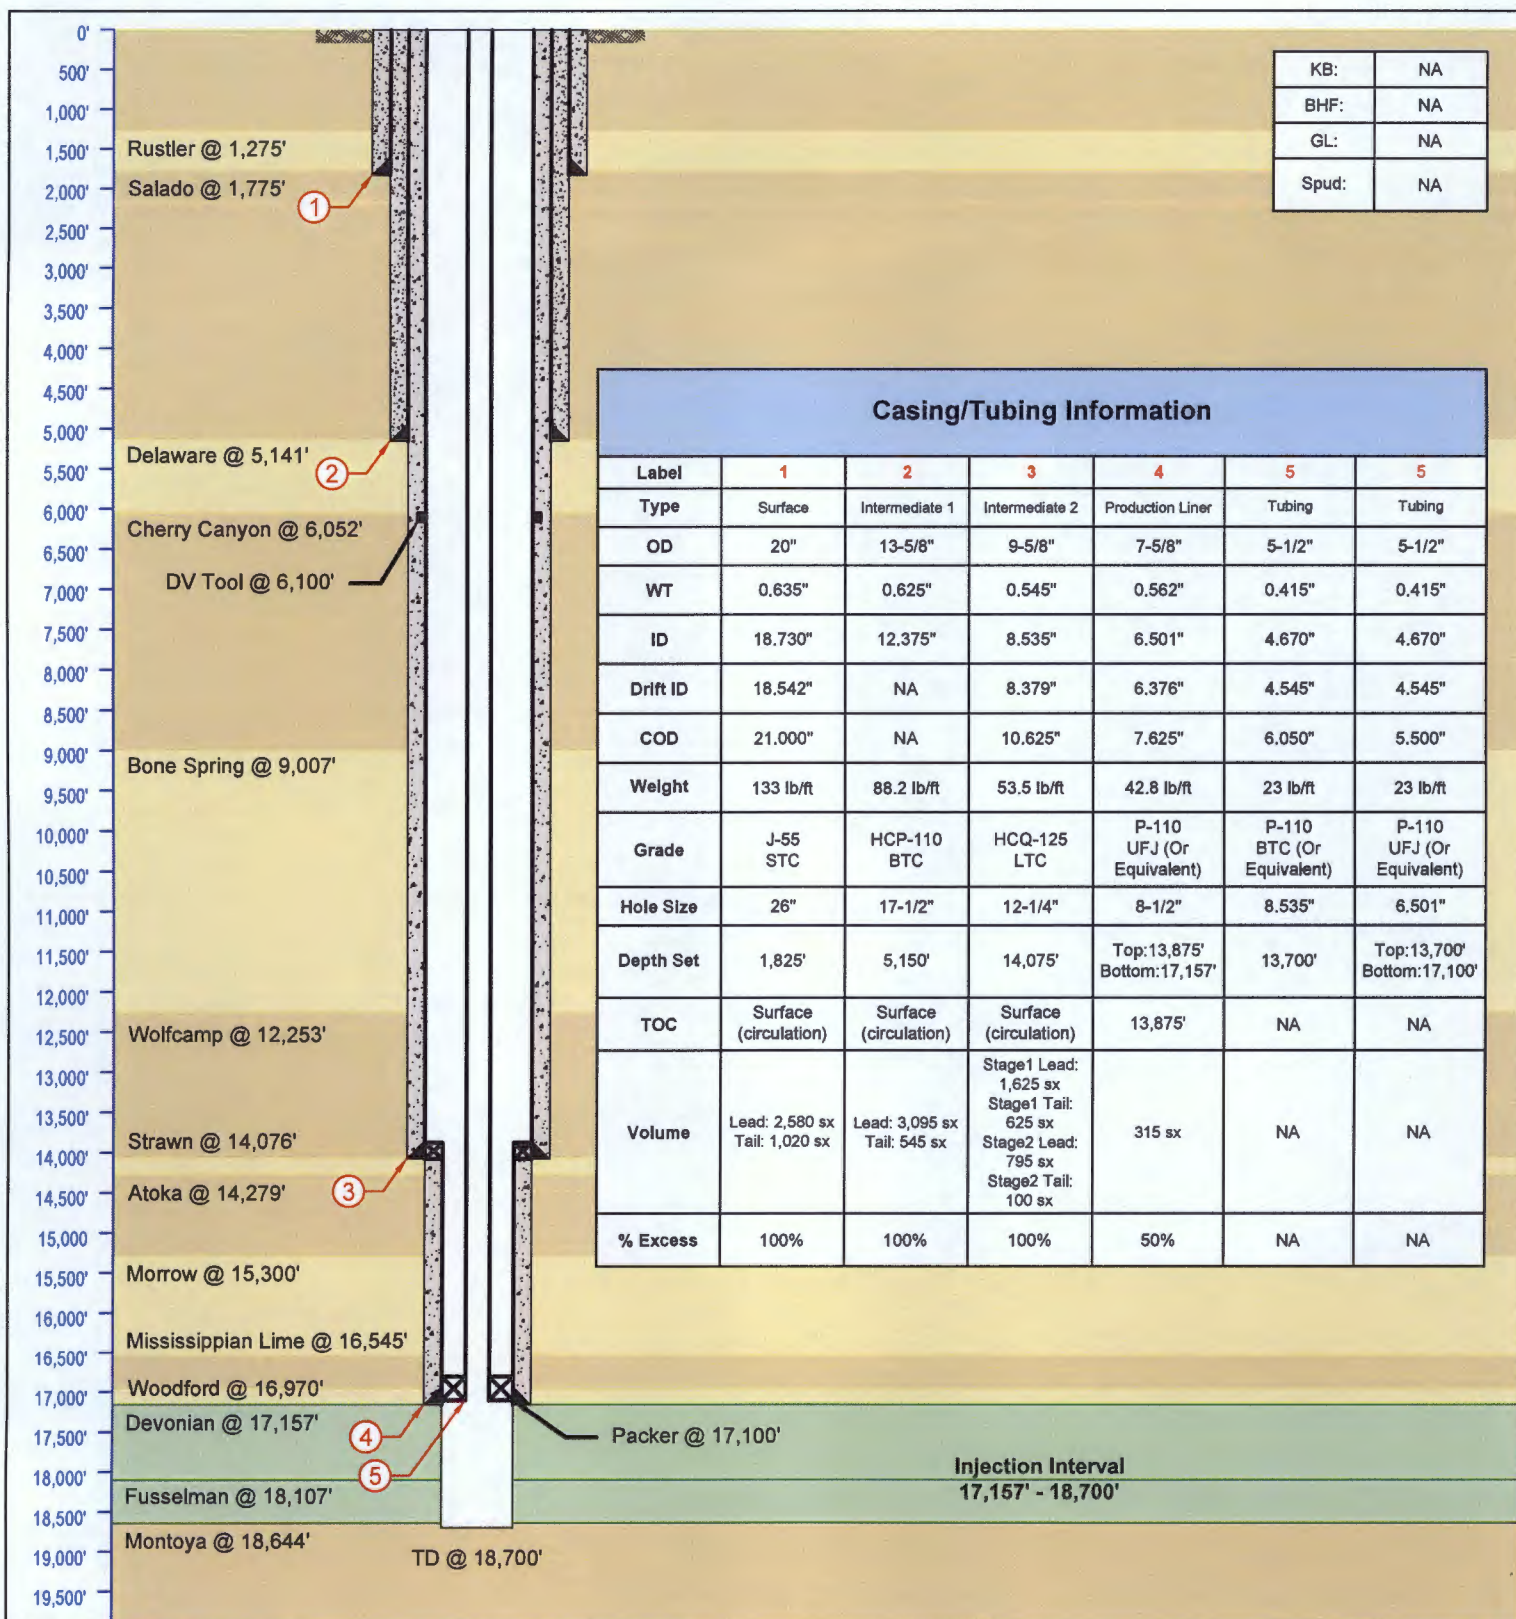 0'
500'
1,000'
1,500'
2,000'
2,500'
3,000'
3,500'
4,000'
4,500'
5,000'
5,500'
6,000'
6,500'
7,000'
7,500'
8,000'
8,500'
9,000'
9,500'
10,000'
10,500'
11,000'
11,500'
12,000'
12,500'
13,000'
13,500'
14,000'
14,500'
15,000
15,500'
16,000'
16,500'
17,000'
17,500'
18,000'
18,500'
19,000'
19,500'
Rustler @ 1,275'
Salado @ 1,775'
1
Delaware @ 5,141'
2
Cherry Canyon @ 6,052'
DV Tool @ 6,100'
Bone Spring @ 9,007'
Wolfcamp @ 12,253'
Strawn @ 14,076'
3
Atoka @ 14,279'
Morrow @ 15,300'
Mississippian Lime @ 16,545'
Woodford @ 16,970'
Devonian @ 17,157'
4
5
Packer @ 17,100'
Fusselman @ 18,107'
Injection Interval
17,157' - 18,700'
Montoya @ 18,644'
TD @ 18,700'
KB: NA
BHF: NA
GL: NA
Spud: NA
Casing/Tubing Information
Label 1 2 3 4 5 5
Type Surface Intermediate 1 Intermediate 2 Production Liner Tubing Tubing
OD 20" 13-5/8" 9-5/8" 7-5/8" 5-1/2" 5-1/2"
WT 0.635" 0.625" 0.545" 0.562" 0.415" 0.415"
ID 18.730" 12.375" 8.535" 6.501" 4.670" 4.670"
Drift ID 18.542" NA 8.379" 6.376" 4.545" 4.545"
COD 21.000" NA 10.625" 7.625" 6.050" 5.500"
Weight 133 lb/ft 88.2 lb/ft 53.5 lb/ft 42.8 lb/ft 23 lb/ft 23 lb/ft
Grade
J-55
STC
HCP-110
BTC
HCQ-125
LTC
P-110
UFJ (Or
Equivalent)
P-110
BTC (Or
Equivalent)
P-110
UFJ (Or
Equivalent)
Hole Size 26" 17-1/2" 12-1/4" 8-1/2" 8.535" 6.501"
Depth Set
1,825'
5,150'
14,075'
Top:13,875'
Bottom:17,157'
13,700'
Top:13,700'
Bottom:17,100'
TOC
Surface
(circulation)
Surface
(circulation)
Surface
(circulation)
13,875'
NA
NA
Volume
Lead: 2,580 sx
Tail: 1,020 sx
Lead: 3,095 sx
Tail: 545 sx
Stage1 Lead:
1,625 sx
Stage1 Tail:
625 sx
Stage2 Lead:
795 sx
Stage2 Tail:
100 sx
315 sx
NA
NA
% Excess 100% 100% 100% 50% NA NA